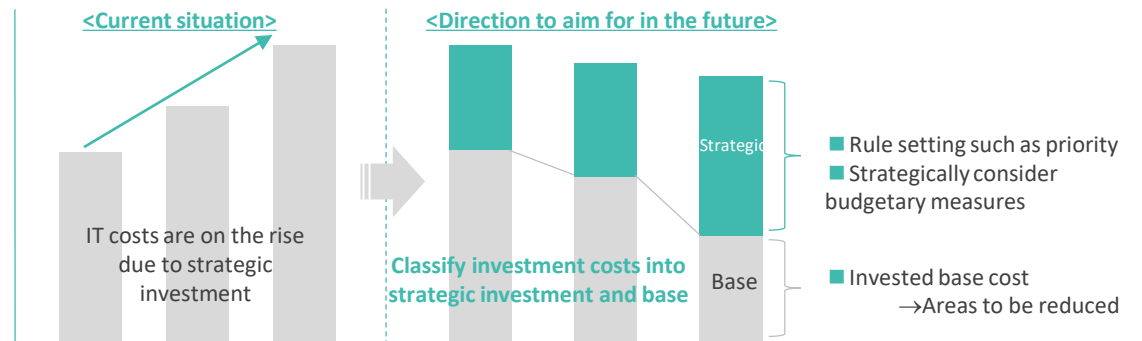 <Current situation>
<Direction to aim for in the future>
IT costs are on the rise
due to strategic
investment
Classify investment costs into
strategic investment and base
Strategic
Base
■ Rule setting such as priority
■ Strategically consider
budgetary measures
■ Invested base cost
→Areas to be reduced